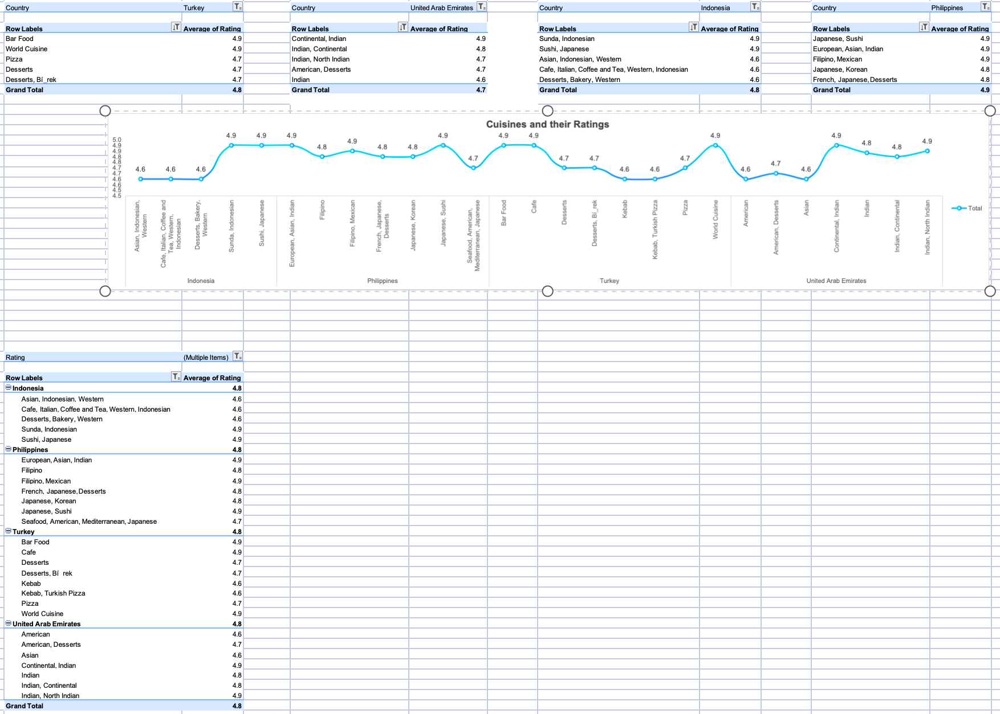 Country Turkey
Row Labels Average of Rating
Bar Food 4.9
World Cuisine 4.9
Pizza 4.7
Desserts 4.7
Desserts, Bí_rek 4.7
Grand Total 4.8
Country United Arab Emirates
Row Labels Average of Rating
Continental, Indian 4.9
Indian, Continental 4.8
Indian, North Indian 4.7
American, Desserts 4.7
Indian 4.6
Grand Total 4.7
Country Indonesia
Row Labels Average of Rating
Sunda, Indonesian 4.9
Sushi, Japanese 4.9
Asian, Indonesian, Western 4.6
Cafe, Italian, Coffee and Tea, Western, Indonesian 4.6
Desserts, Bakery, Western 4.6
Grand Total 4.8
Country Philippines
Row Labels Average of Rating
Japanese, Sushi 4.9
European, Asian, Indian 4.9
Filipino, Mexican 4.9
Japanese, Korean 4.8
French, Japanese, Desserts 4.8
Grand Total 4.9
Cuisines and their Ratings
5.0
4.9
4.9
4.8
4.8
4.7
4.7
4.6
4.6
4.5
4.5
4.6 4.6 4.6 4.9 4.9 4.9 4.8 4.9 4.8 4.8 4.9 4.7 4.9 4.9 4.7 4.7 4.6 4.6 4.7 4.9 4.6 4.7 4.6 4.9 4.8 4.8 4.9
Asian, Indonesian,
Western
Cafe, Italian, Coffee and
Tea, Western,
Indonesian
Desserts, Bakery,
Western
Sunda, Indonesian
Sushi, Japanese
European, Asian, Indian
Filipino
Filipino, Mexican
French, Japanese,
Desserts
Japanese, Korean
Japanese, Sushi
Seafood, American,
Mediterranean, Japanese
Bar Food
Cafe
Desserts
Desserts, Bí_rek
Kebab
Kebab, Turkish Pizza
Pizza
World Cuisine
American
American, Desserts
Asian
Continental, Indian
Indian
Indian, Continental
Indian, North Indian
Indonesia Philippines Turkey United Arab Emirates
Total
Rating (Multiple Items)
Row Labels Average of Rating
Indonesia 4.8
Asian, Indonesian, Western 4.6
Cafe, Italian, Coffee and Tea, Western, Indonesian 4.6
Desserts, Bakery, Western 4.6
Sunda, Indonesian 4.9
Sushi, Japanese 4.9
Philippines 4.8
European, Asian, Indian 4.9
Filipino 4.8
Filipino, Mexican 4.9
French, Japanese, Desserts 4.8
Japanese, Korean 4.8
Japanese, Sushi 4.9
Seafood, American, Mediterranean, Japanese 4.7
Turkey 4.8
Bar Food 4.9
Cafe 4.9
Desserts 4.7
Desserts, Bí rek 4.7
Kebab 4.6
Kebab, Turkish Pizza 4.6
Pizza 4.7
World Cuisine 4.9
United Arab Emirates 4.8
American 4.6
American, Desserts 4.7
Asian 4.6
Continental, Indian 4.9
Indian 4.8
Indian, Continental 4.8
Indian, North Indian 4.9
Grand Total 4.8